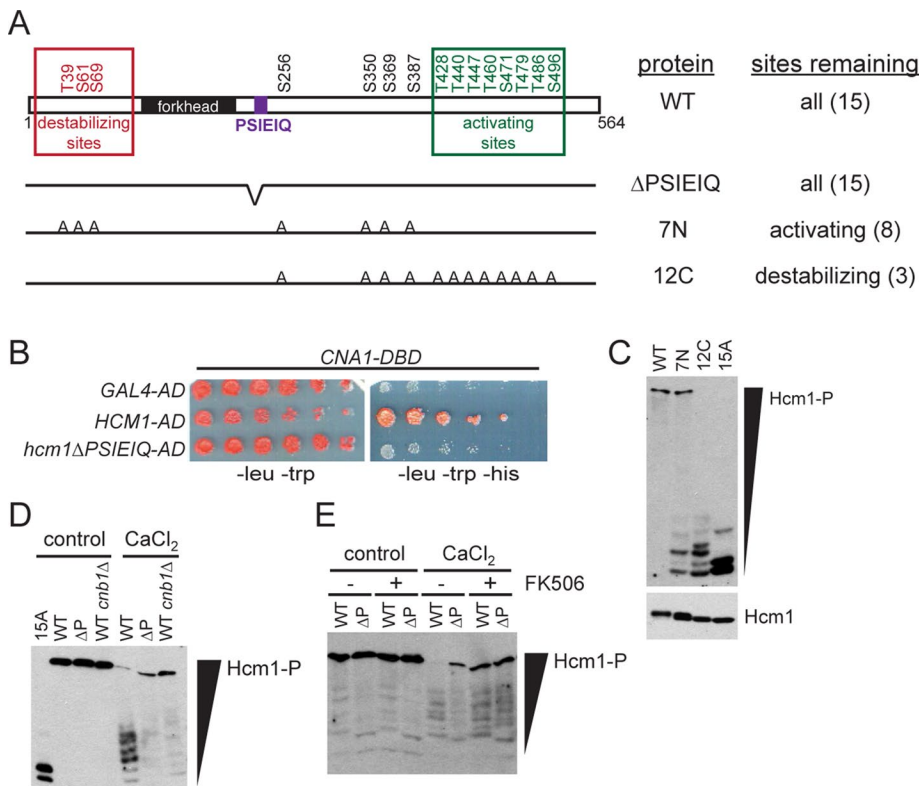 A
T39
S61
S69
S256
S350
S369
S387
T428
T440
T447
T460
S471
T479
T486
S496
protein
sites remaining
forkhead
WT
all (15)
1
destabilizing
sites
PSIEIQ
activating
sites
564
ΔPSIEIQ
all (15)
A A A A A A A
7N
activating (8)
A A A A A A A A A A A A
12C
destabilizing (3)
B
CNA1-DBD
GAL4-AD
HCM1-AD
hcm1ΔPSIEIQ-AD
-leu -trp
-leu -trp -his
C
WT
7N
12C
15A
Hcm1-P
Hcm1
D
control
CaCl2
15A
WT
ΔP
WT cnb1Δ
WT
ΔP
WT cnb1Δ
Hcm1-P
E
control
CaCl2
- + - + FK506
WT
ΔP
WT
ΔP
WT
ΔP
WT
ΔP
Hcm1-P